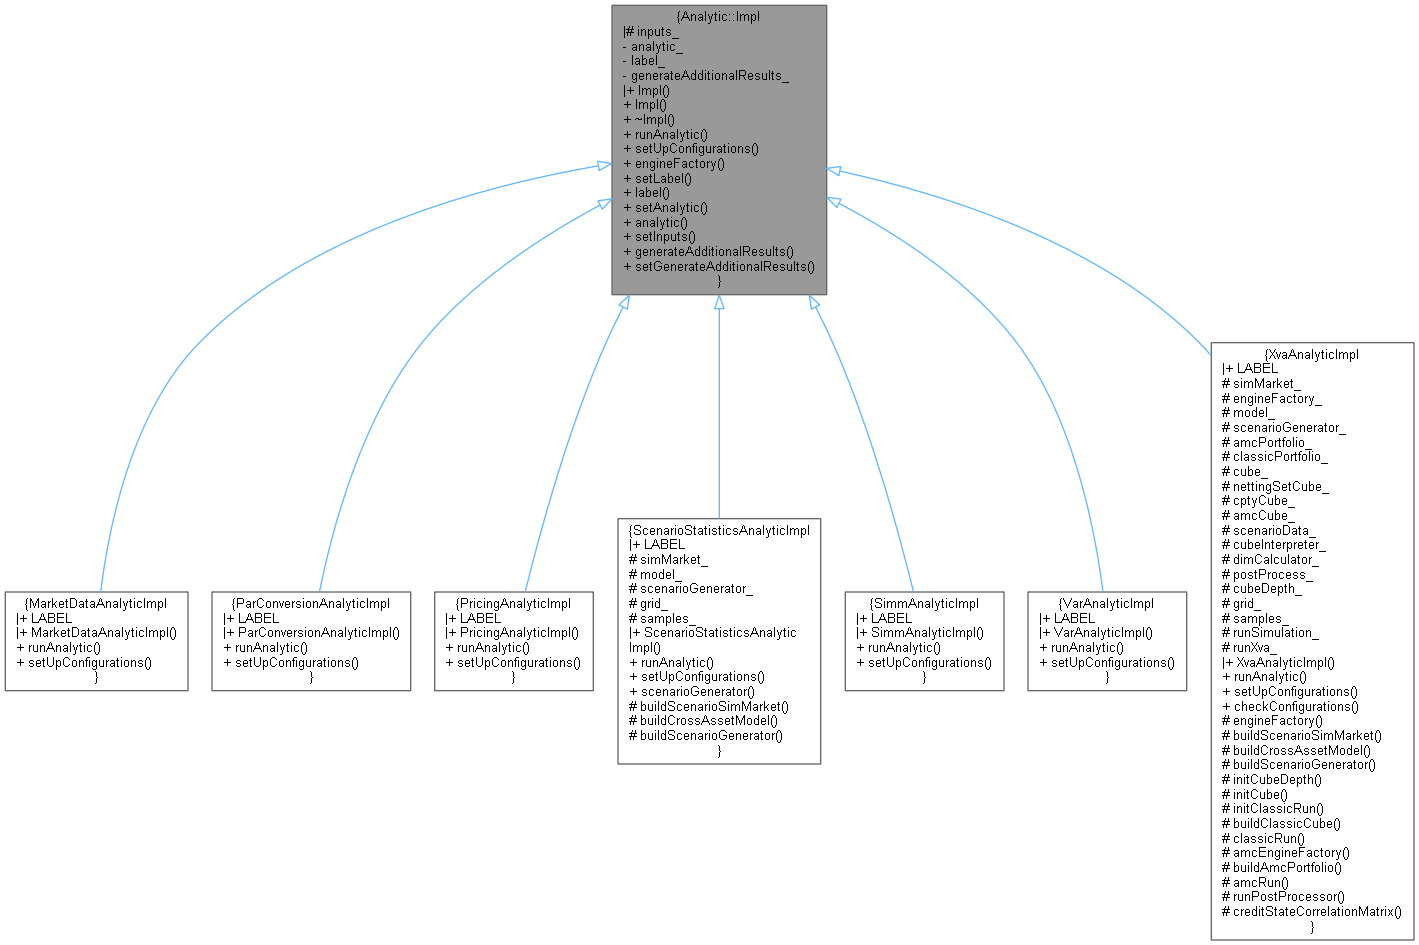 {Analytic::Impl
|# inputs_
- analytic_
- label_
- generateAdditionalResults_
|+ Impl()
+ Impl()
+ ~Impl()
+ runAnalytic()
+ setUpConfigurations()
+ engineFactory()
+ setLabel()
+ label()
+ setAnalytic()
+ analytic()
+ setInputs()
+ generateAdditionalResults()
+ setGenerateAdditionalResults()
}
{MarketDataAnalyticImpl
|+ LABEL
|+ MarketDataAnalyticImpl()
+ runAnalytic()
+ setUpConfigurations()
}
{ParConversionAnalyticImpl
|+ LABEL
|+ ParConversionAnalyticImpl()
+ runAnalytic()
+ setUpConfigurations()
}
{PricingAnalyticImpl
|+ LABEL
|+ PricingAnalyticImpl()
+ runAnalytic()
+ setUpConfigurations()
}
{ScenarioStatisticsAnalyticImpl
|+ LABEL
# simMarket_
# model_
# scenarioGenerator_
# grid_
# samples_
|+ ScenarioStatisticsAnalytic
Impl()
+ runAnalytic()
+ setUpConfigurations()
+ scenarioGenerator()
# buildScenarioSimMarket()
# buildCrossAssetModel()
# buildScenarioGenerator()
}
{SimmAnalyticImpl
|+ LABEL
|+ SimmAnalyticImpl()
+ runAnalytic()
+ setUpConfigurations()
}
{VarAnalyticImpl
|+ LABEL
|+ VarAnalyticImpl()
+ runAnalytic()
+ setUpConfigurations()
}
{XvaAnalyticImpl
|+ LABEL
# simMarket_
# engineFactory_
# model_
# scenarioGenerator_
# amcPortfolio_
# classicPortfolio_
# cube_
# nettingSetCube_
# cptyCube_
# amcCube_
# scenarioData_
# cubeInterpreter_
# dimCalculator_
# postProcess_
# cubeDepth_
# grid_
# samples_
# runSimulation_
# runXva_
|+ XvaAnalyticImpl()
+ runAnalytic()
+ setUpConfigurations()
+ checkConfigurations()
# engineFactory()
# buildScenarioSimMarket()
# buildCrossAssetModel()
# buildScenarioGenerator()
# initCubeDepth()
# initCube()
# initClassicRun()
# buildClassicCube()
# classicRun()
# amcEngineFactory()
# buildAmcPortfolio()
# amcRun()
# runPostProcessor()
# creditStateCorrelationMatrix()
}